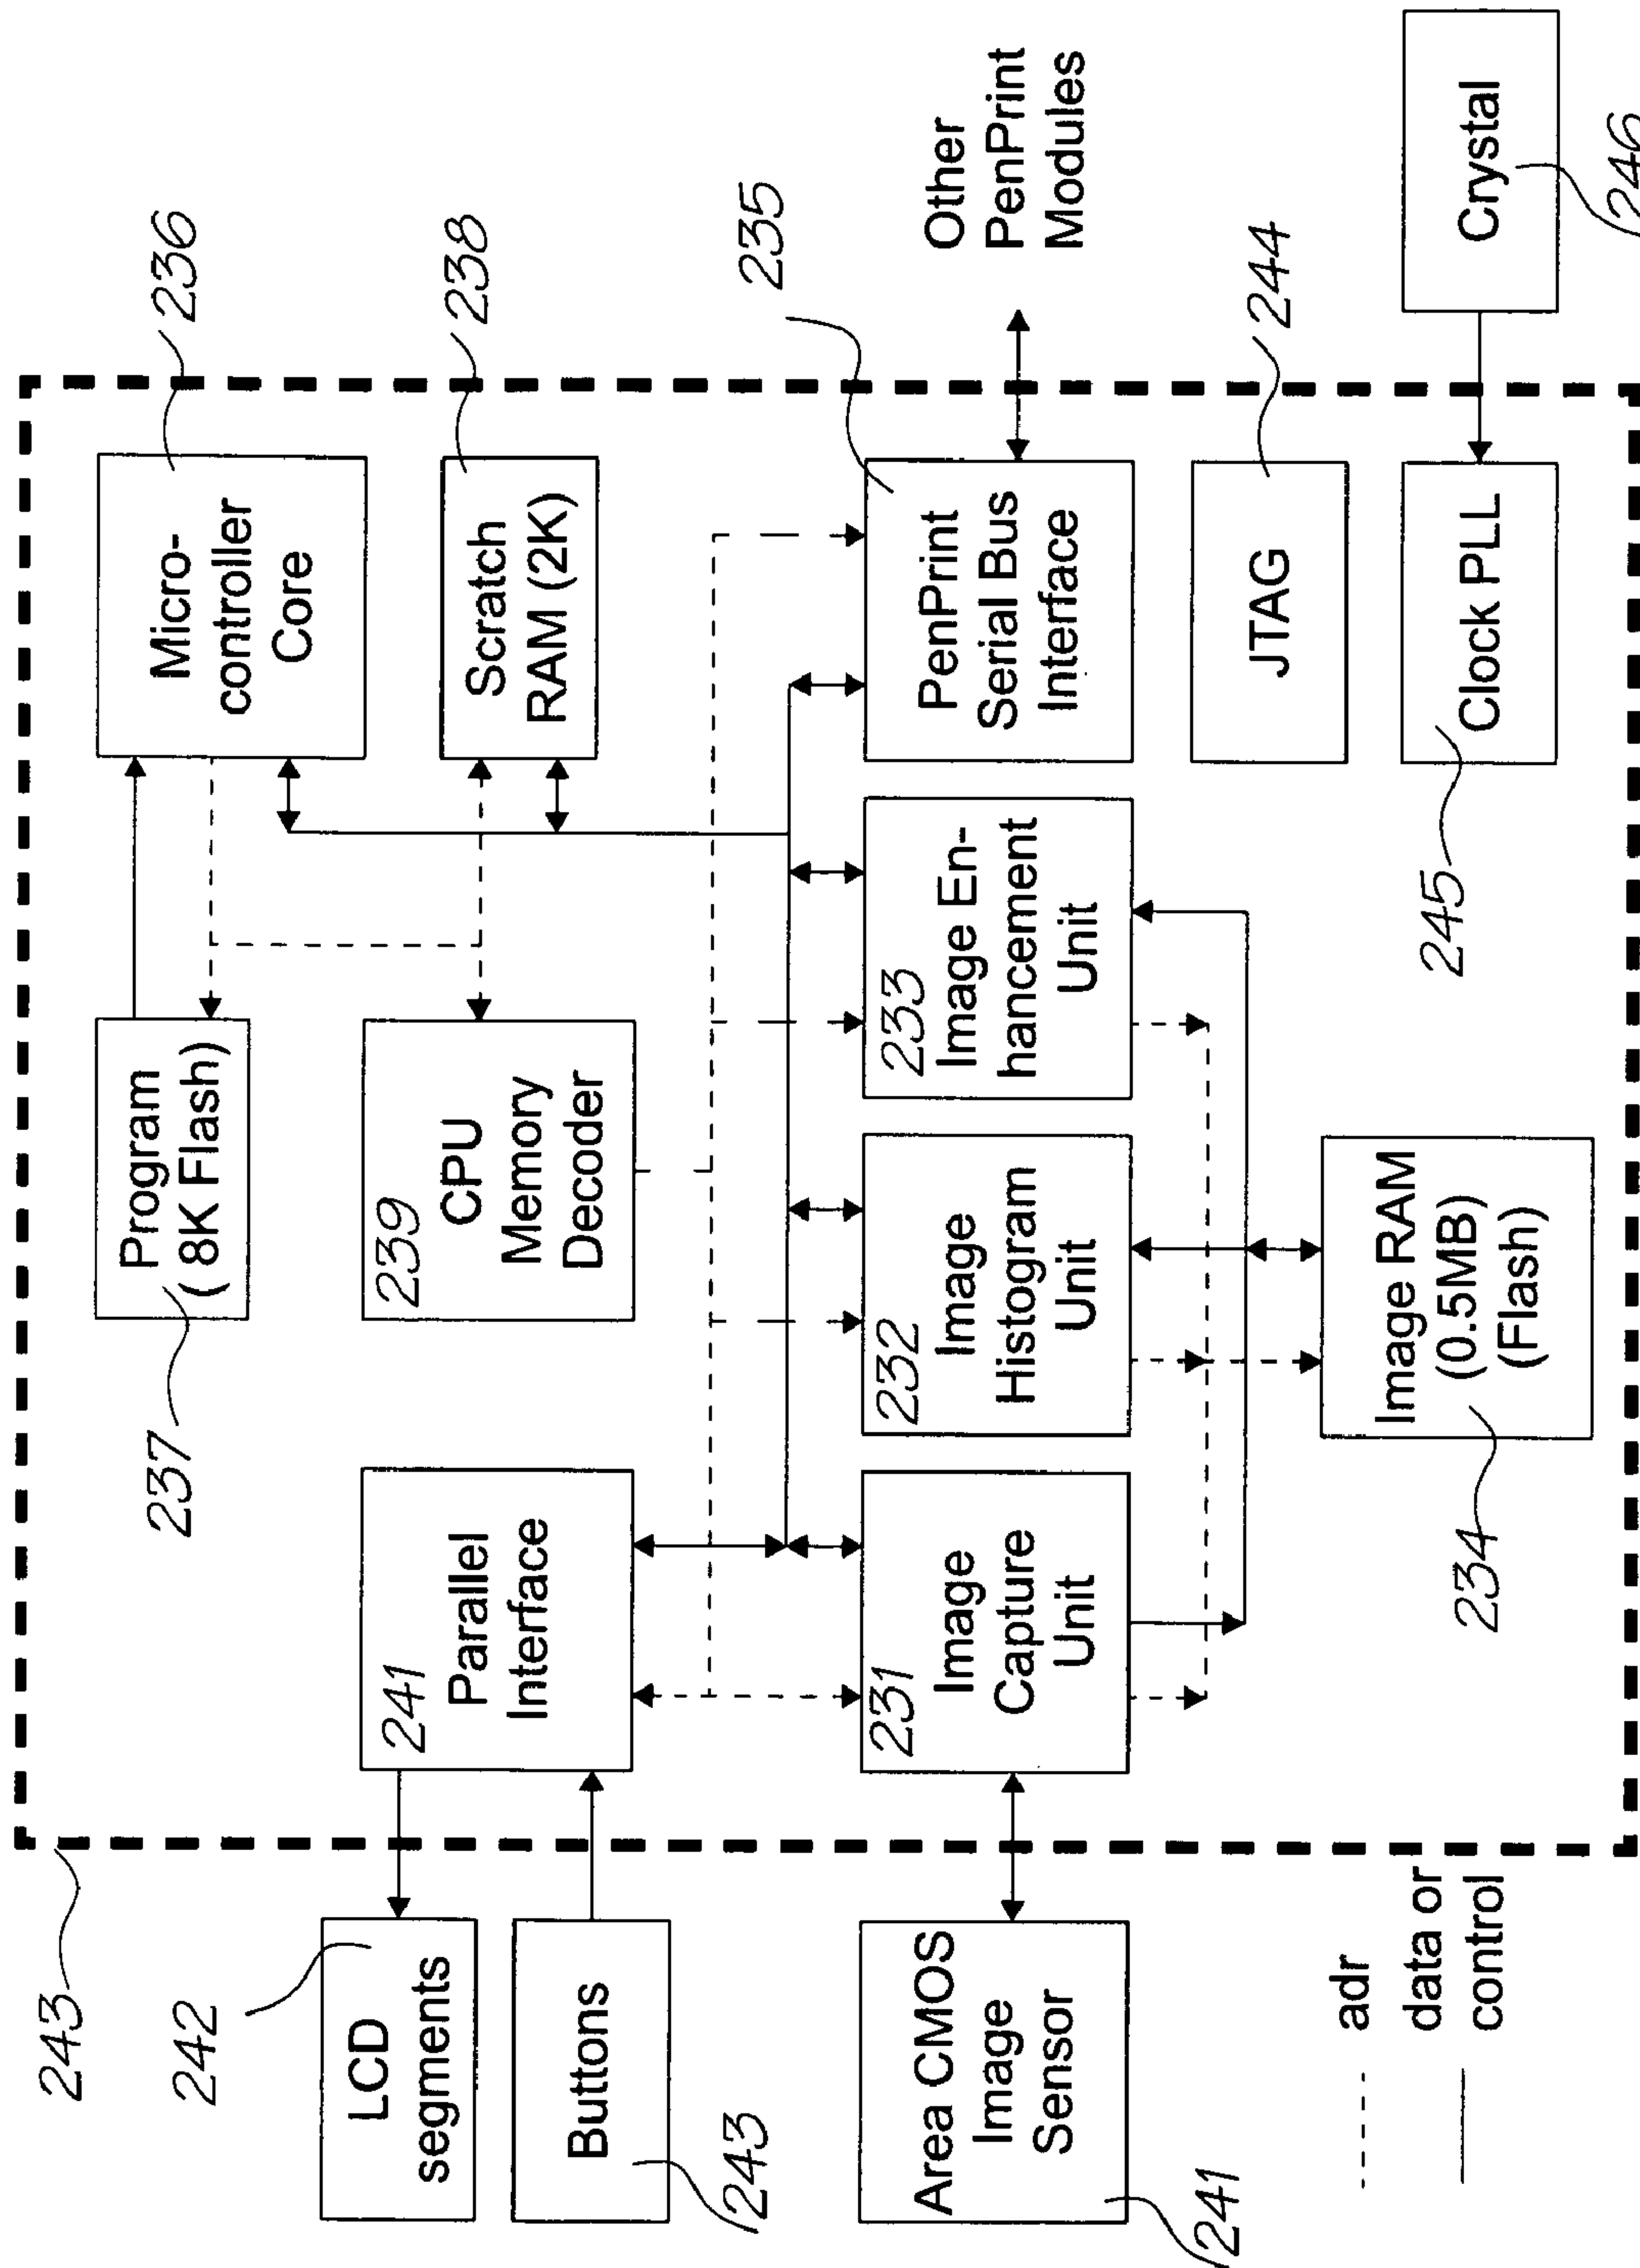 243
242
LCD
segments
Buttons
243
Area CMOS
Image
Sensor
241
adr
data or
control
241
Parallel
Interface
231
Image
Capture
Unit
237
Program
( 8K Flash)
239
CPU
Memory
Decoder
232
Image
Histogram
Unit
233
Image En-
hancement
Unit
Image RAM
(0.5MB)
(Flash)
234
Micro-
controller
Core
236
Scratch
RAM (2K)
238
PenPrint
Serial Bus
Interface
235
Other
PenPrint
Modules
JTAG
244
Clock PLL
245
Crystal
246